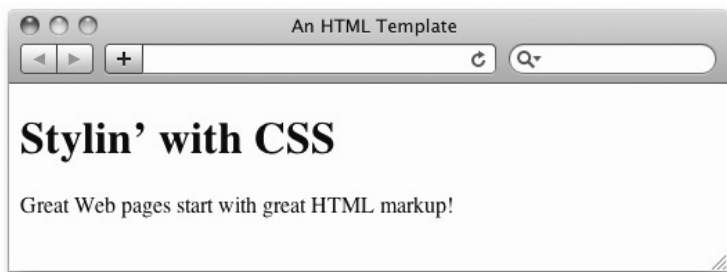 An HTML Template
Stylin’ with CSS
Great Web pages start with great HTML markup!